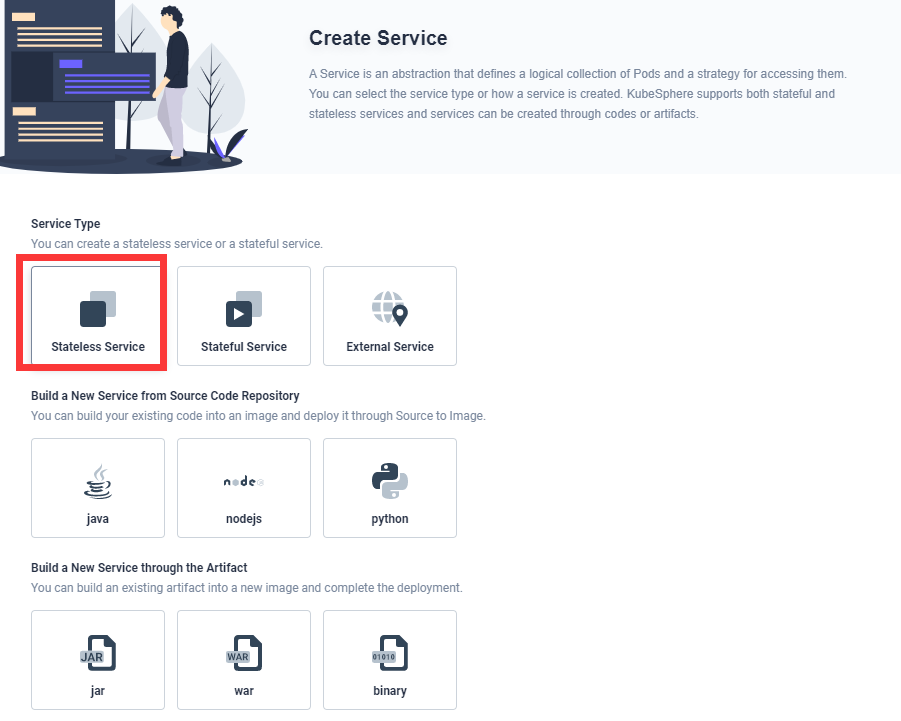 Create Service
A Service is an abstraction that defines a logical collection of Pods and a strategy for accessing them.
You can select the service type or how a service is created. KubeSphere supports both stateful and
stateless services and services can be created through codes or artifacts.
Service Type
You can create a stateless service or a stateful service.
Stateless Service
Stateful Service
External Service
Build a New Service from Source Code Repository
You can build your existing code into an image and deploy it through Source to Image.
node
java
nodejs
python
Build a New Service through the Artifact
You can build an existing artifact into a new image and complete the deployment.
JAR
WAR
01010
jar
war
binary